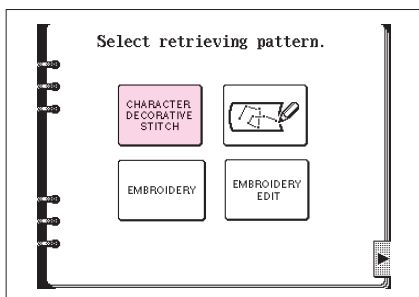 Select retrieving pattern.
CHARACTER
DECORATIVE
STITCH
EMBROIDERY
EMBROIDERY
EDIT